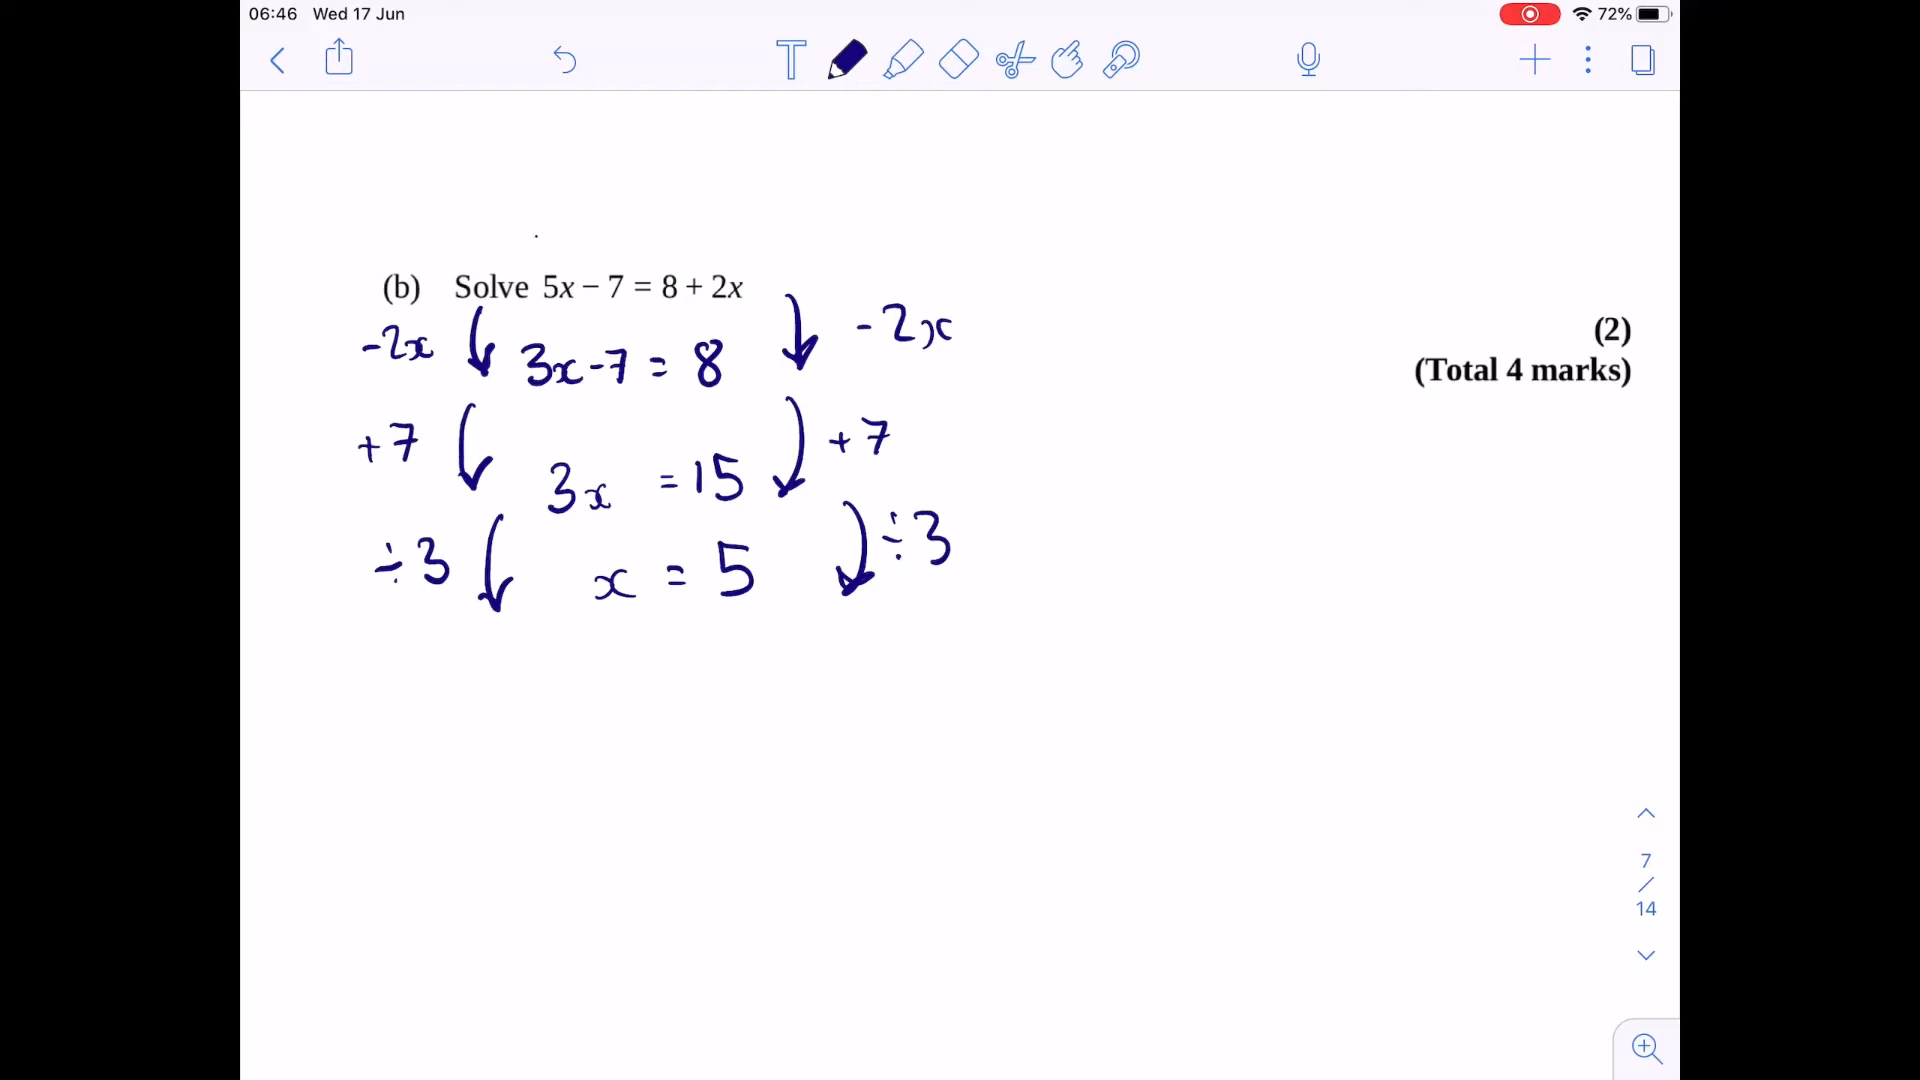 06:46 Wed 17 Jun 72%
T
(b) Solve 5x − 7 = 8 + 2x
-2x 3x-7 = 8 -2x
(2)
(Total 4 marks)
+7 3x = 15 +7
÷3 x = 5 ÷3
7
/
14